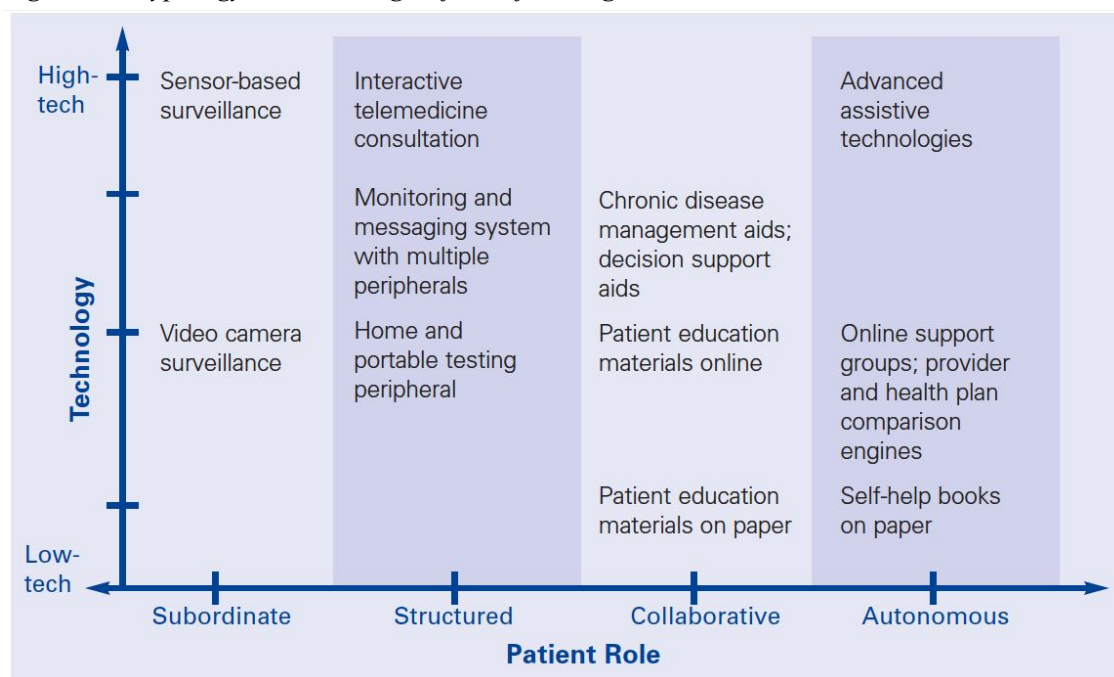 High-
tech
Sensor-based
surveillance
Interactive
telemedicine
consultation
Advanced
assistive
technologies
Monitoring and
messaging system
with multiple
peripherals
Chronic disease
management aids;
decision support
aids
Technology
Video camera
surveillance
Home and
portable testing
peripheral
Patient education
materials online
Online support
groups; provider
and health plan
comparison
engines
Patient education
materials on paper
Self-help books
on paper
Low-
tech
Subordinate
Structured
Collaborative
Autonomous
Patient Role